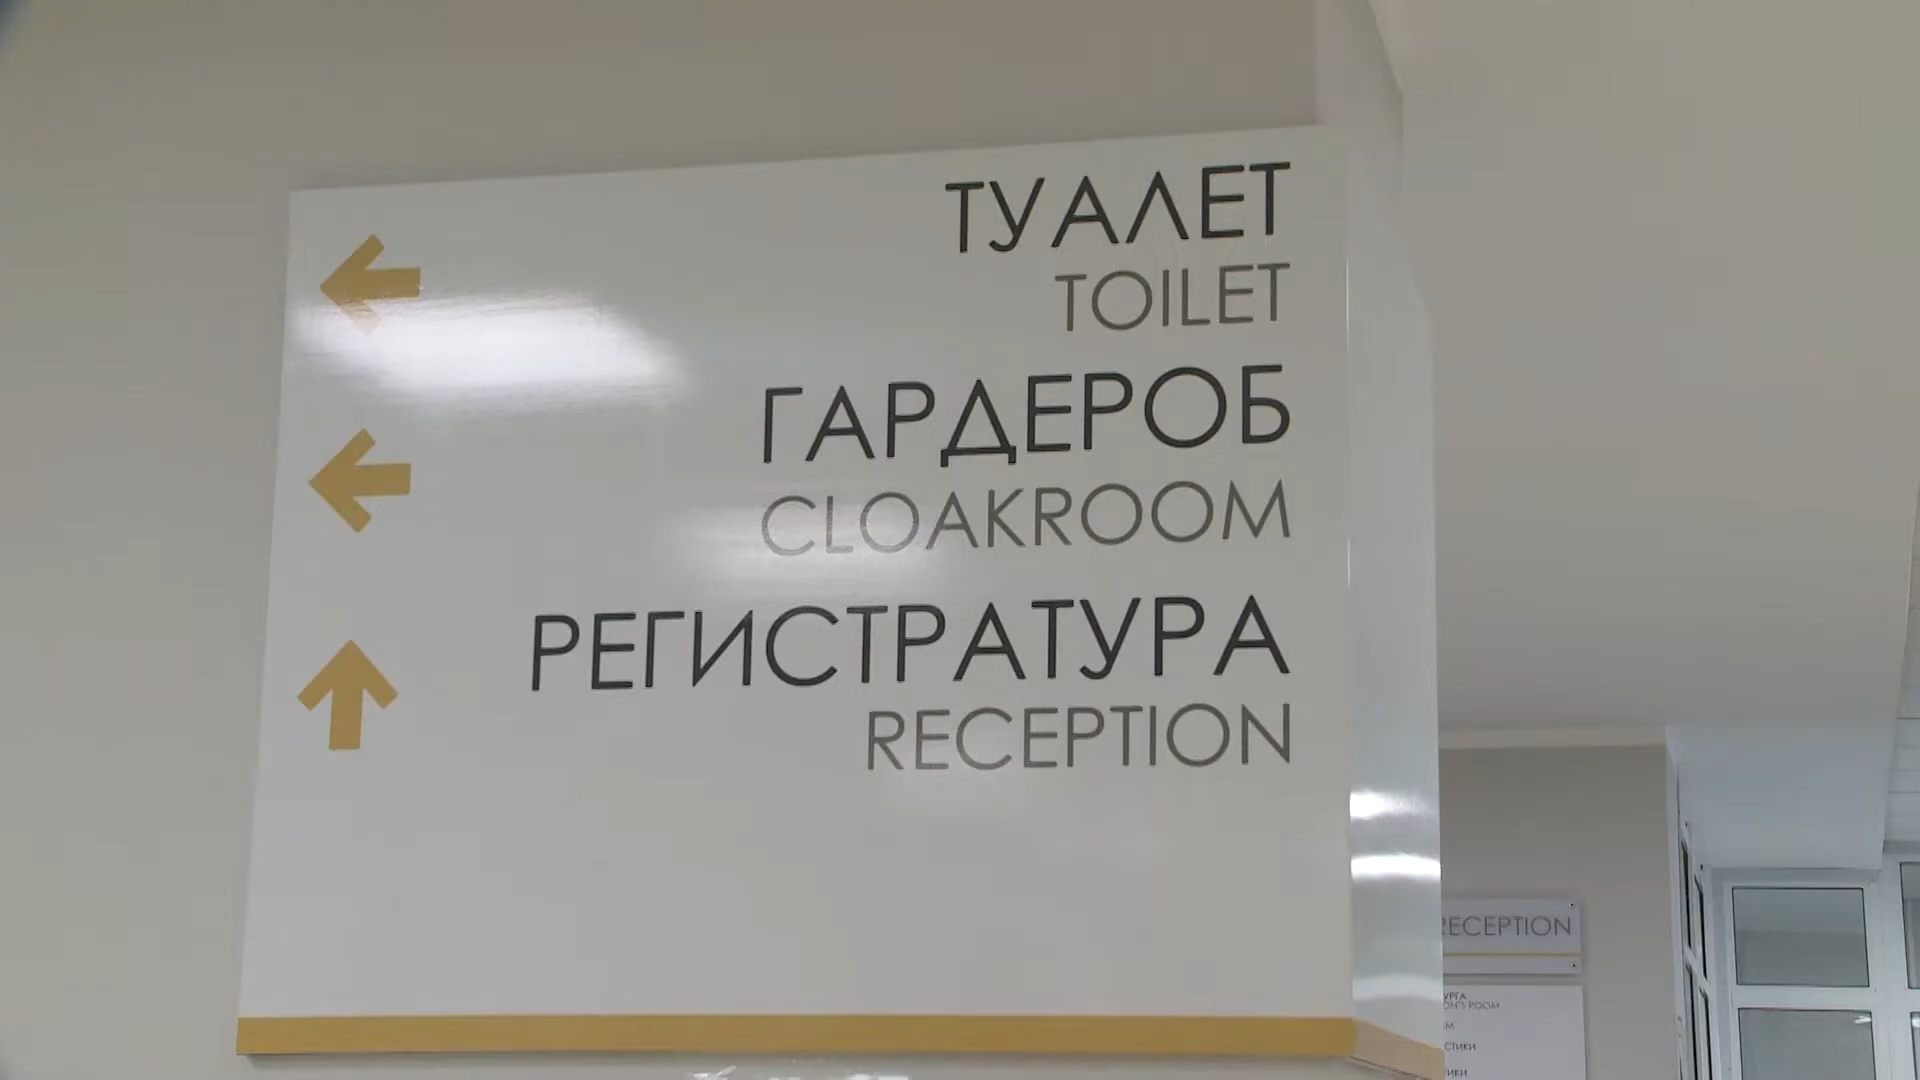 ТУАЛЕТ
TOILET
ГАРДЕРОБ
CLOAKROOM
РЕГИСТРАТУРА
RECEPTION
RECEPTION